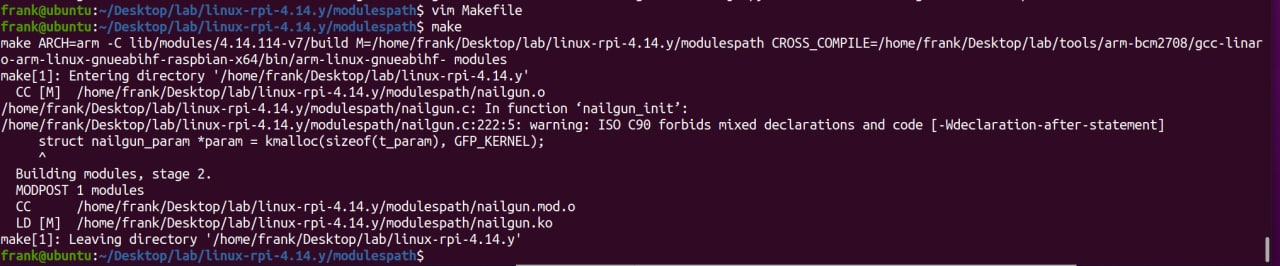 frank@ubuntu:~/Desktop/lab/linux-rpi-4.14.y/modulespath$ vim Makefile
frank@ubuntu:~/Desktop/lab/linux-rpi-4.14.y/modulespath$ make
make ARCH=arm -C lib/modules/4.14.114-v7/build M=/home/frank/Desktop/lab/linux-rpi-4.14.y/modulespath CROSS_COMPILE=/home/frank/Desktop/lab/tools/arm-bcm2708/gcc-linar
o-arm-linux-gnueabihf-raspbian-x64/bin/arm-linux-gnueabihf- modules
make[1]: Entering directory '/home/frank/Desktop/lab/linux-rpi-4.14.y'
  CC [M]  /home/frank/Desktop/lab/linux-rpi-4.14.y/modulespath/nailgun.o
/home/frank/Desktop/lab/linux-rpi-4.14.y/modulespath/nailgun.c: In function ‘nailgun_init’:
/home/frank/Desktop/lab/linux-rpi-4.14.y/modulespath/nailgun.c:222:5: warning: ISO C90 forbids mixed declarations and code [-Wdeclaration-after-statement]
     struct nailgun_param *param = kmalloc(sizeof(t_param), GFP_KERNEL);
     ^
  Building modules, stage 2.
  MODPOST 1 modules
  CC      /home/frank/Desktop/lab/linux-rpi-4.14.y/modulespath/nailgun.mod.o
  LD [M]  /home/frank/Desktop/lab/linux-rpi-4.14.y/modulespath/nailgun.ko
make[1]: Leaving directory '/home/frank/Desktop/lab/linux-rpi-4.14.y'
frank@ubuntu:~/Desktop/lab/linux-rpi-4.14.y/modulespath$